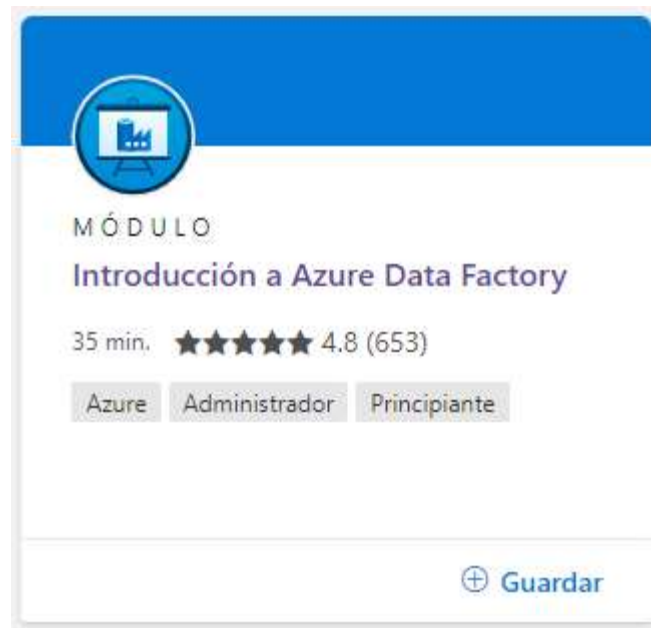 MÓDULO
Introducción a Azure Data Factory
35 min. ★★★★★ 4.8 (653)
Azure Administrador Principiante
Guardar